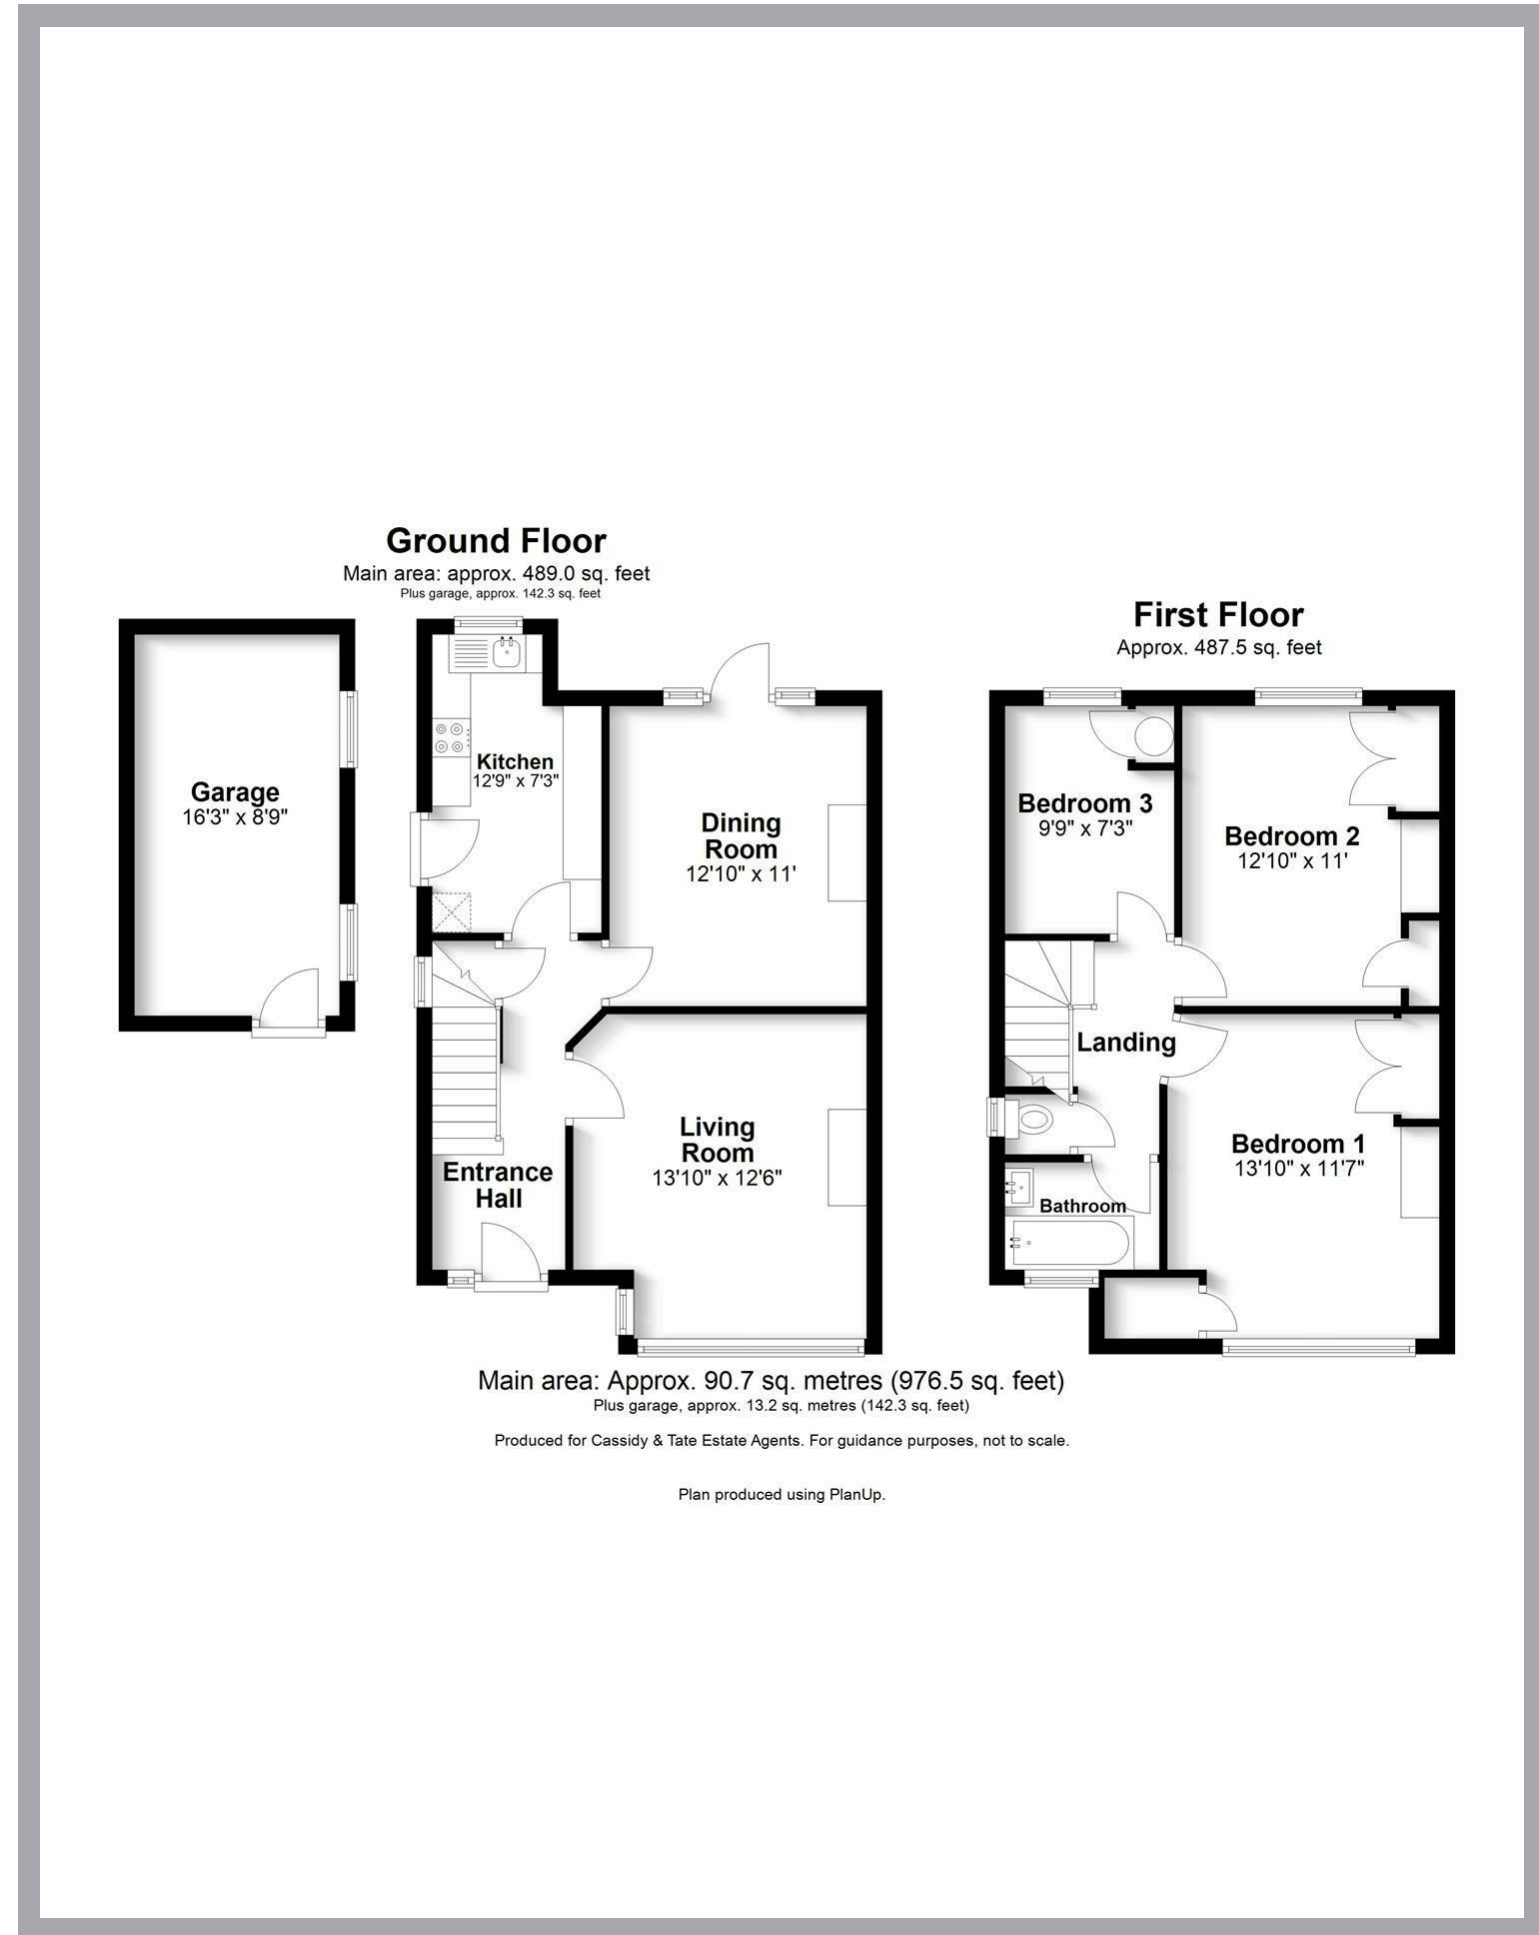 Ground Floor
Main area: approx. 489.0 sq. feet
Plus garage, approx. 142.3 sq. feet
Garage
16'3" x 8'9"
Kitchen
12'9" x 7'3"
Dining
Room
12'10" x 11'
Living
Room
13'10" x 12'6"
Entrance
Hall
First Floor
Approx. 487.5 sq. feet
Bedroom 3
9'9" x 7'3"
Bedroom 2
12'10" x 11'
Landing
Bedroom 1
13'10" x 11'7"
Bathroom
Main area: Approx. 90.7 sq. metres (976.5 sq. feet)
Plus garage, approx. 13.2 sq. metres (142.3 sq. feet)
Produced for Cassidy & Tate Estate Agents. For guidance purposes, not to scale.
Plan produced using PlanUp.